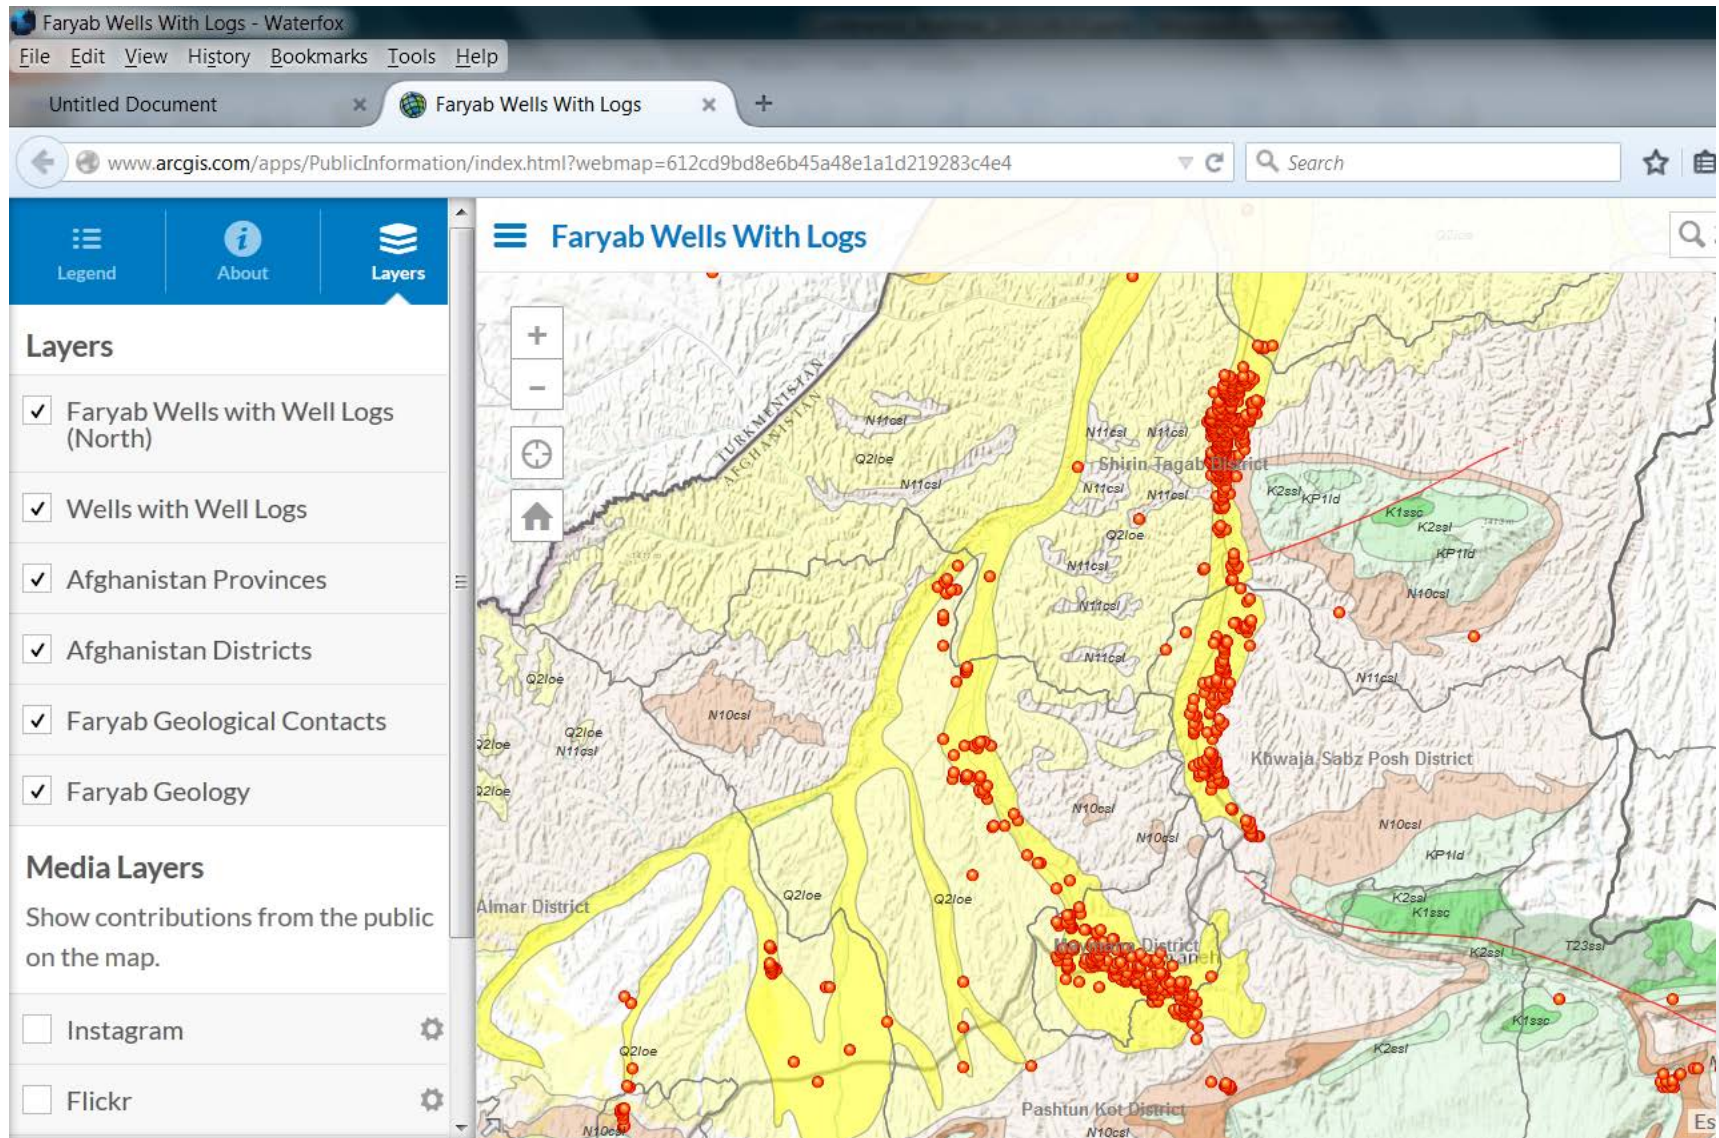 Faryab Wells With Logs - Waterfox
File Edit View History Bookmarks Tools Help
Untitled Document
Faryab Wells With Logs
www.arcgis.com/apps/PublicInformation/index.html?webmap=612cd9bd8e6b45a48e1a1d219283c4e4
Search
Legend
About
Layers
Faryab Wells With Logs
Layers
Faryab Wells with Well Logs
(North)
Wells with Well Logs
Afghanistan Provinces
Afghanistan Districts
Faryab Geological Contacts
Faryab Geology
Media Layers
Show contributions from the public
on the map.
Instagram
Flickr
Q2loe
TURKMENISTAN
AFGHANISTAN
N11csl
Q2loe
N11csl
N11csl
N11csl
Shirin Tagab District
N11csl
N11csl
Q2loe
N11csl
N11csl
N11csl
K2ssl
KP1ld
K1ssc
K2ssl
KP1ld
N10csl
N11csl
Q2loe
N10csl
Q2loe
N11csl
Q2loe
Q2loe
Khwaja Sabz Posh District
N10csl
N10csl
N10csl
KP1ld
K2ssl
K1ssc
Almar District
Q2loe
Q2loe
District
K2ssl
T23ssl
K1ssc
K2ssl
Q2loe
Pashtun Kot District
N10csl
N10csl
Es